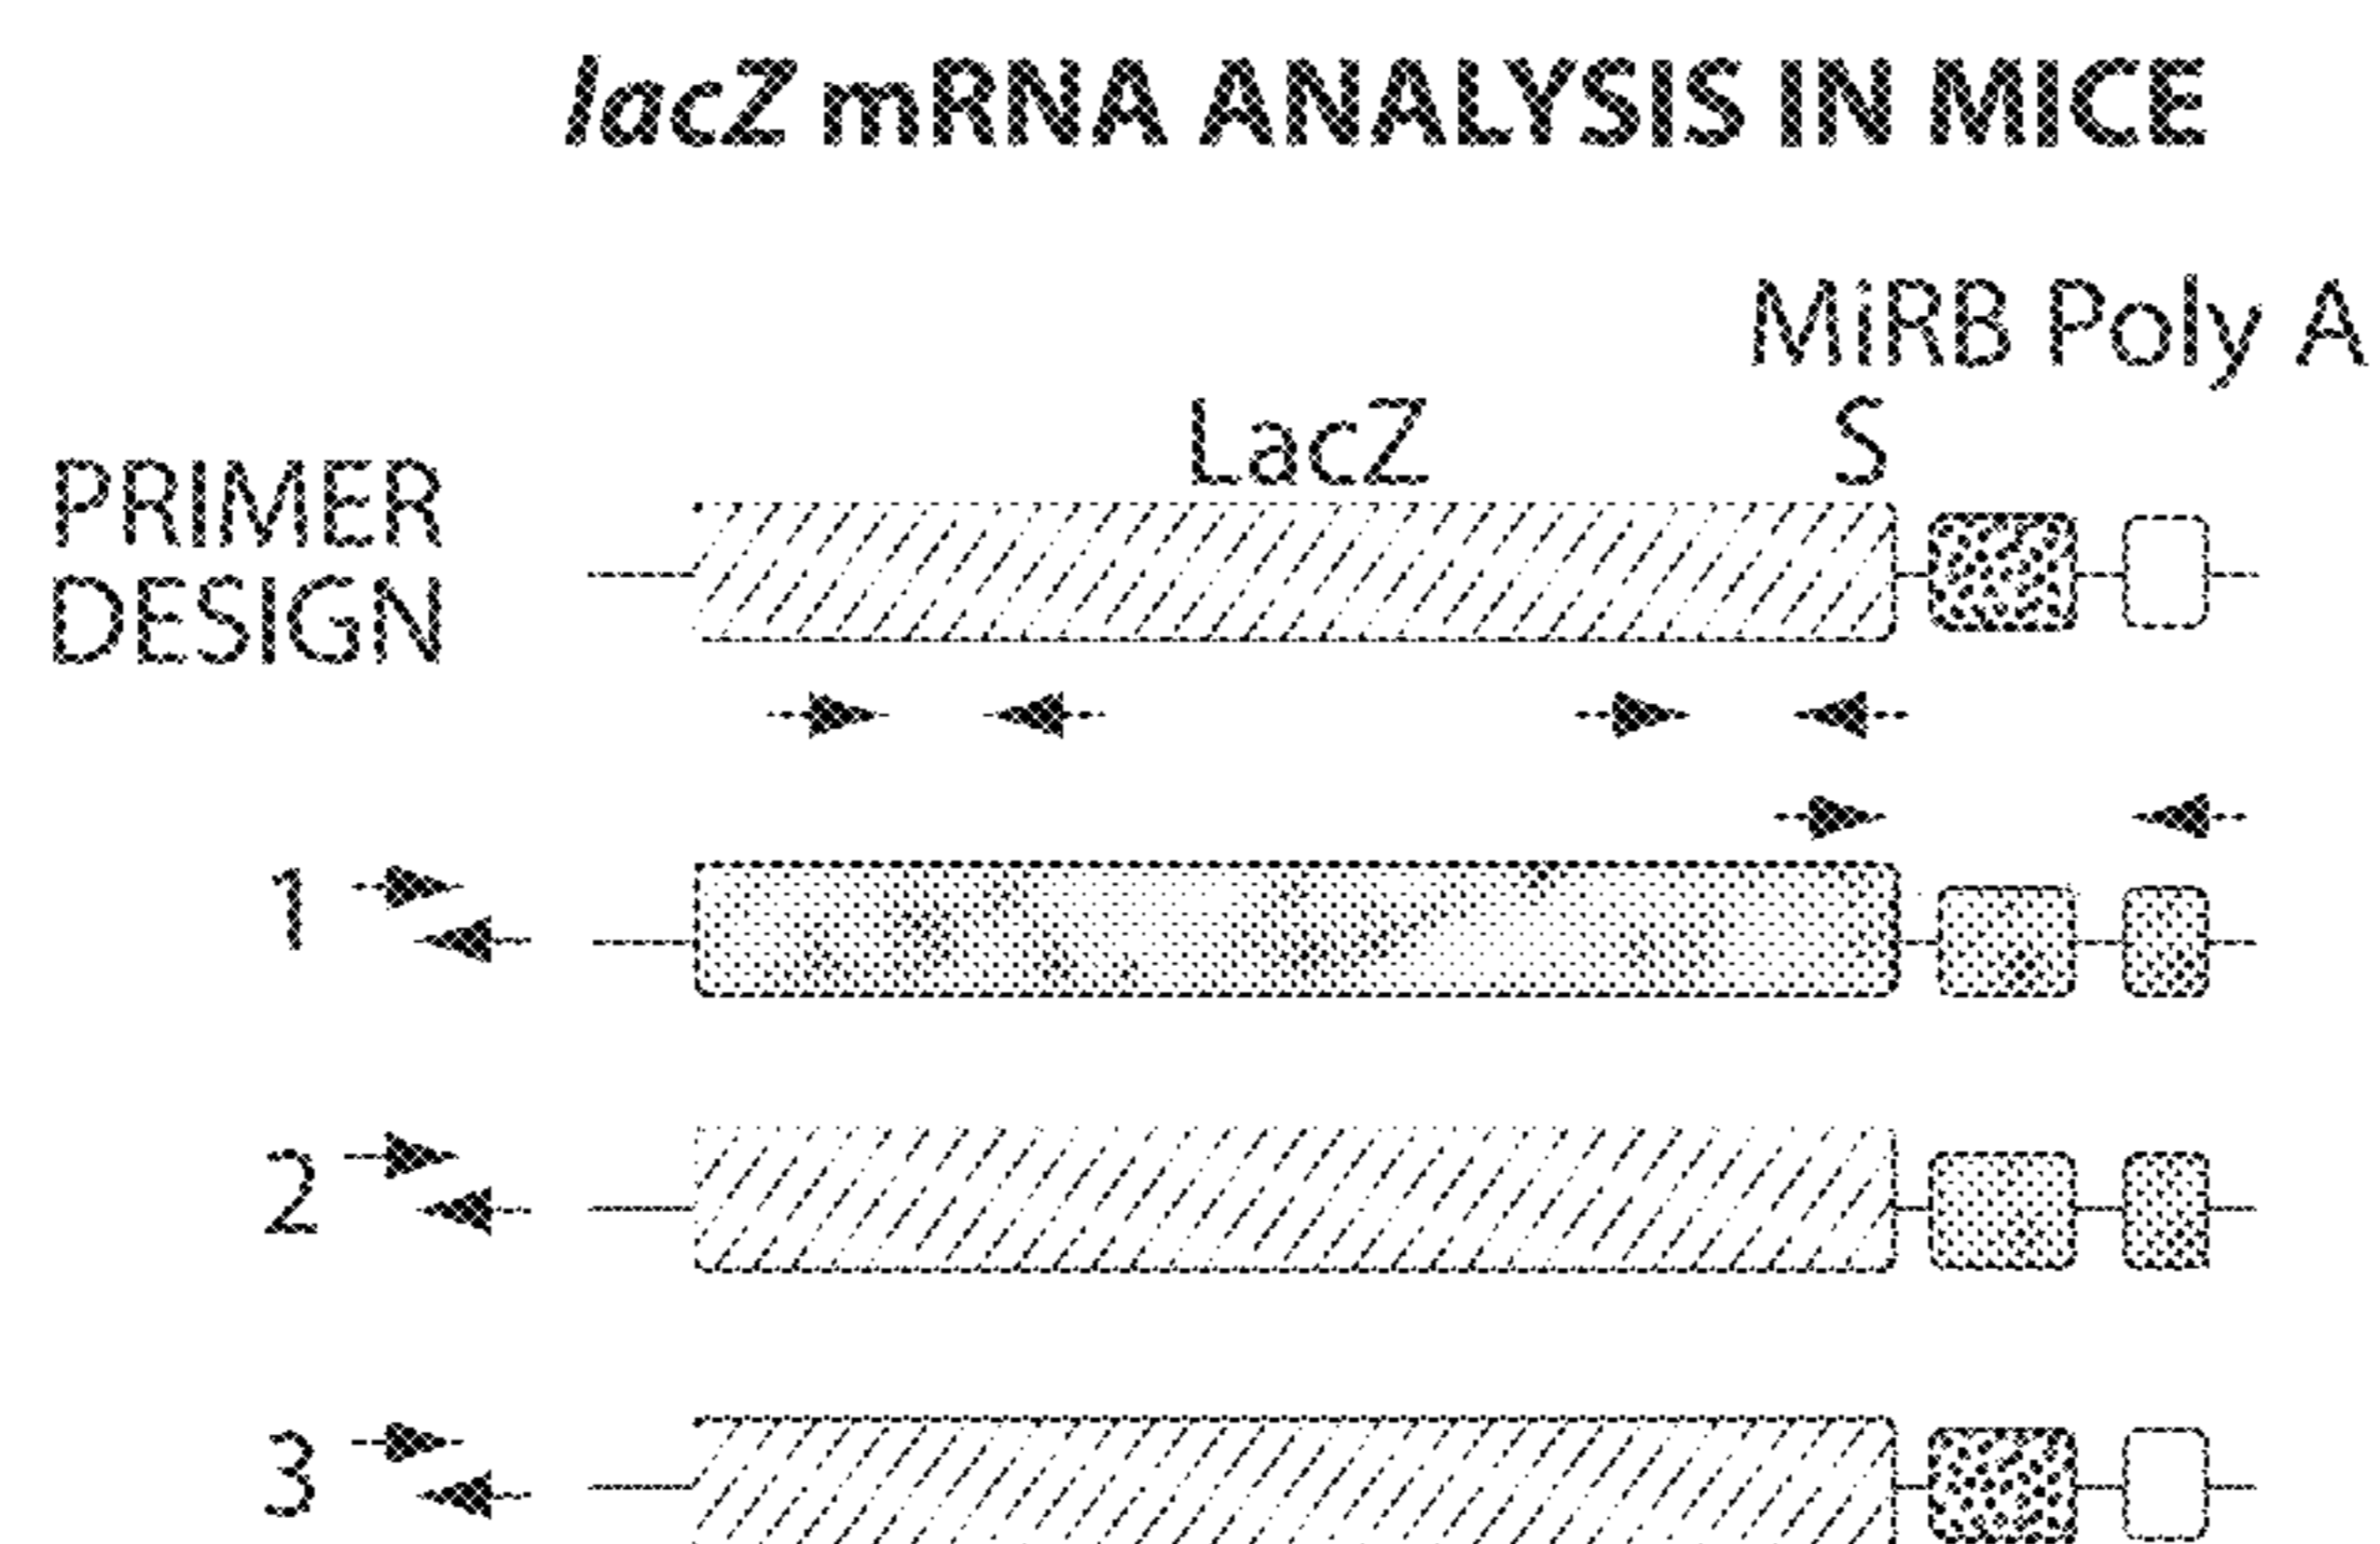 lacZ mRNA ANALYSIS IN MICE
MiRB Poly A
LacZ S
PRIMER
DESIGN
1
2
3